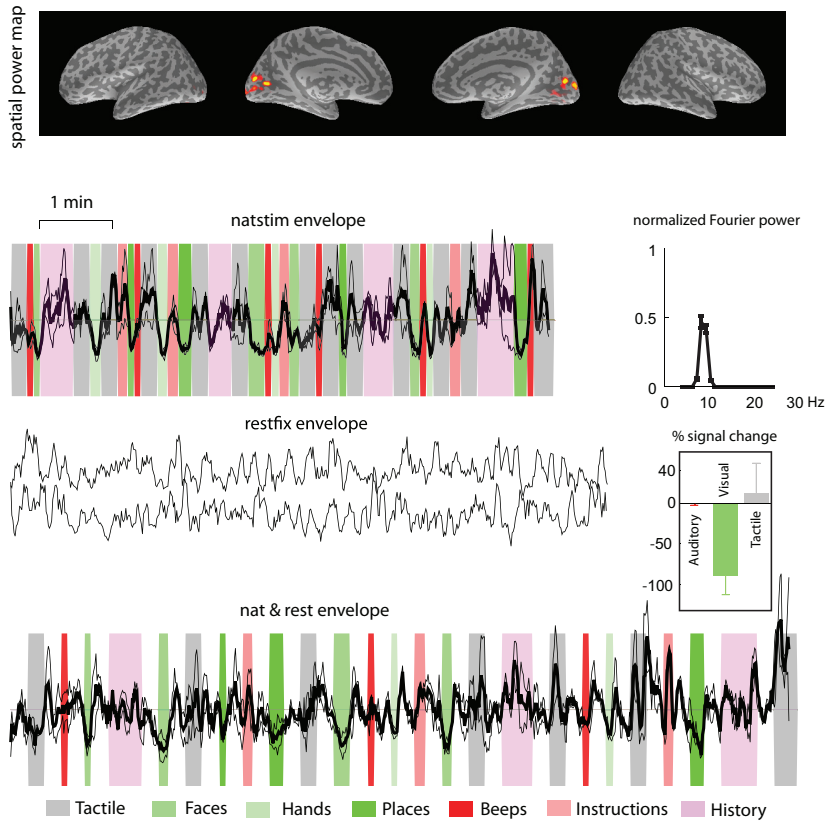 spatial power map
1 min
natstim envelope
normalized Fourier power
1
0.5
0
0 10 20 30 Hz
restfix envelope
% signal change
40
0
-50
-100
Auditory
Visual
Tactile
nat & rest envelope
Tactile Faces Hands Places Beeps Instructions History